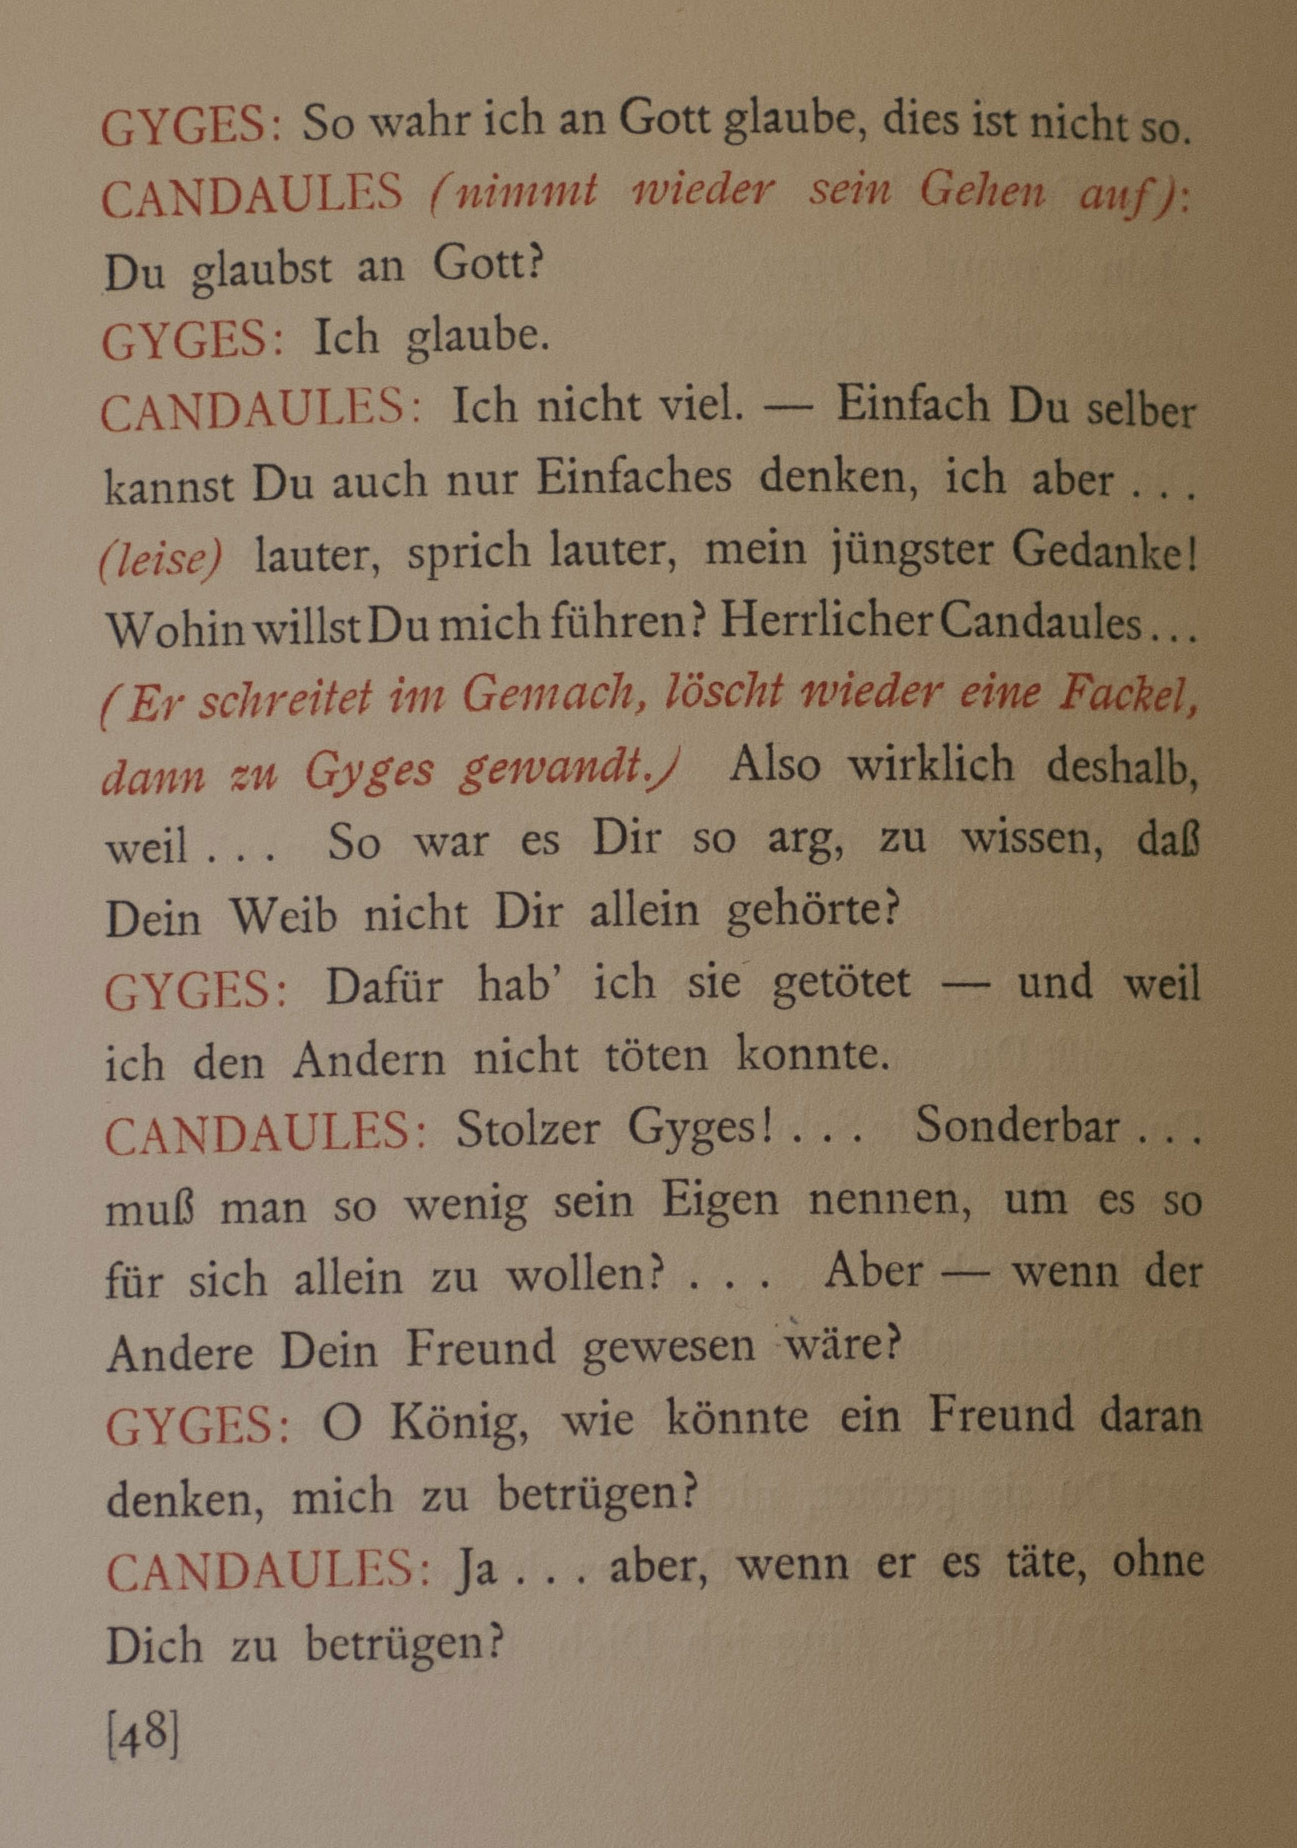 GYGES: So wahr ich an Gott glaube, dies ist nicht so.
CANDAULES (nimmt wieder sein Gehen auf):
Du glaubst an Gott?
GYGES: Ich glaube.
CANDAULES: Ich nicht viel. — Einfach Du selber
kannst Du auch nur Einfaches denken, ich aber . . .
(leise) lauter, sprich lauter, mein jüngster Gedanke!
Wohin willst Du mich führen? Herrlicher Candaules . . .
(Er schreitet im Gemach, löscht wieder eine Fackel,
dann zu Gyges gewandt.) Also wirklich deshalb,
weil . . . So war es Dir so arg, zu wissen, daß
Dein Weib nicht Dir allein gehörte?
GYGES: Dafür hab’ ich sie getötet — und weil
ich den Andern nicht töten konnte.
CANDAULES: Stolzer Gyges! . . . Sonderbar . . .
muß man so wenig sein Eigen nennen, um es so
für sich allein zu wollen? . . . Aber — wenn der
Andere Dein Freund gewesen wäre?
GYGES: O König, wie könnte ein Freund daran
denken, mich zu betrügen?
CANDAULES: Ja . . . aber, wenn er es täte, ohne
Dich zu betrügen?
[48]